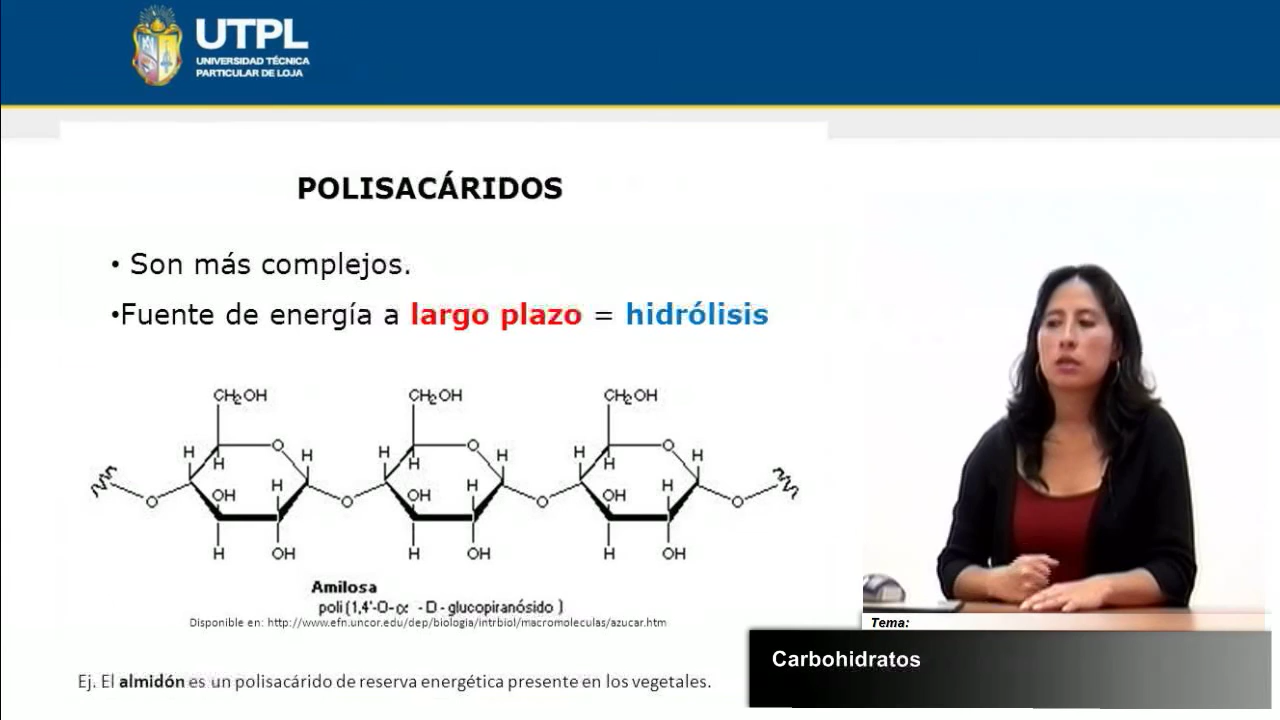 UTPL
UNIVERSIDAD TÉCNICA
PARTICULAR DE LOJA
POLISACÁRIDOS
• Son más complejos.
•Fuente de energía a largo plazo = hidrólisis
CH₂OH CH₂OH CH₂OH
O O O
H H H H H H
H H H
OH H OH H OH H
O O O O
H OH H OH H OH
Amilosa
poli(1,4'-O-α -D-glucopiranósido)
Disponible en: http://www.efn.uncor.edu/dep/biologia/intrbiol/macromoleculas/azucar.htm
Ej. El almidón es un polisacárido de reserva energética presente en los vegetales.
Tema:
Carbohidratos